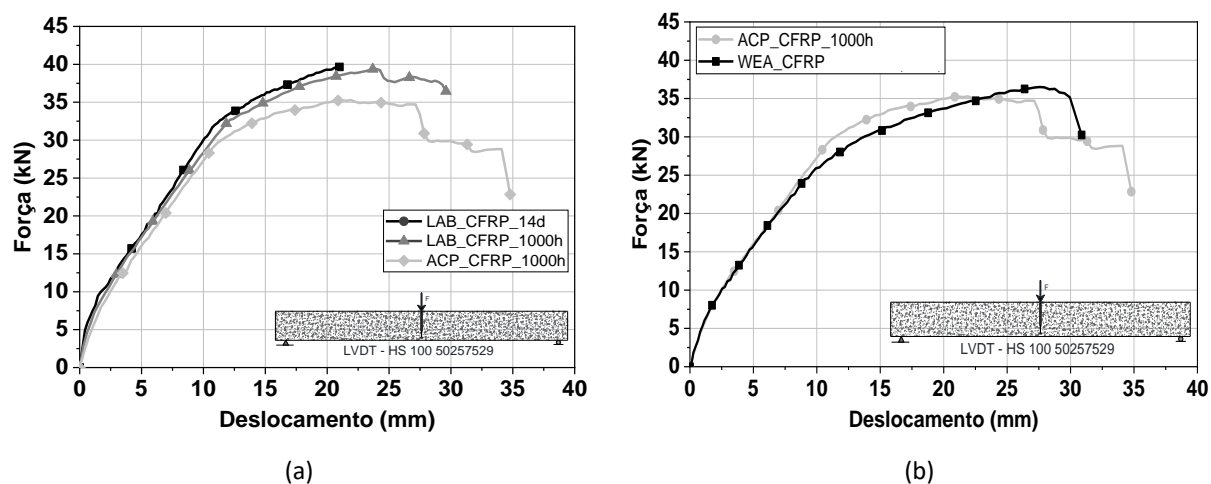 45
40
35
30
25
20
15
10
5
0
Força (kN)
LAB_CFRP_14d
LAB_CFRP_1000h
ACP_CFRP_1000h
F
LVDT - HS 100 50257529
0 5 10 15 20 25 30 35 40
Deslocamento (mm)
(a)
45
40
35
30
25
20
15
10
5
0
Força (kN)
ACP_CFRP_1000h
WEA_CFRP
F
LVDT - HS 100 50257529
0 5 10 15 20 25 30 35 40
Deslocamento (mm)
(b)